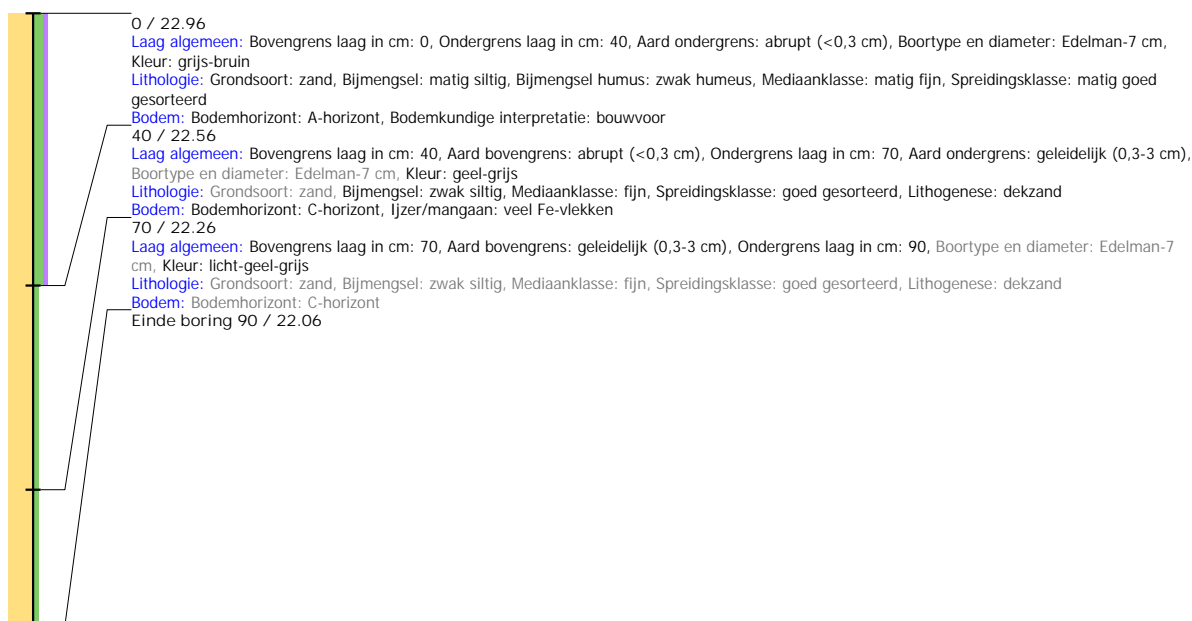 0 / 22.96
Laag algemeen: Bovengrens laag in cm: 0, Ondergrens laag in cm: 40, Aard ondergrens: abrupt (<0,3 cm), Boortype en diameter: Edelman-7 cm,
Kleur: grijs-bruin
Lithologie: Grondsoort: zand, Bijmengsel: matig siltig, Bijmengsel humus: zwak humeus, Mediaanklasse: matig fijn, Spreidingsklasse: matig goed
gesorteerd
Bodem: Bodemhorizont: A-horizont, Bodemkundige interpretatie: bouwvoor
40 / 22.56
Laag algemeen: Bovengrens laag in cm: 40, Aard bovengrens: abrupt (<0,3 cm), Ondergrens laag in cm: 70, Aard ondergrens: geleidelijk (0,3-3 cm),
Boortype en diameter: Edelman-7 cm, Kleur: geel-grijs
Lithologie: Grondsoort: zand, Bijmengsel: zwak siltig, Mediaanklasse: fijn, Spreidingsklasse: goed gesorteerd, Lithogenese: dekzand
Bodem: Bodemhorizont: C-horizont, Ijzer/mangaan: veel Fe-vlekken
70 / 22.26
Laag algemeen: Bovengrens laag in cm: 70, Aard bovengrens: geleidelijk (0,3-3 cm), Ondergrens laag in cm: 90, Boortype en diameter: Edelman-7
cm, Kleur: licht-geel-grijs
Lithologie: Grondsoort: zand, Bijmengsel: zwak siltig, Mediaanklasse: fijn, Spreidingsklasse: goed gesorteerd, Lithogenese: dekzand
Bodem: Bodemhorizont: C-horizont
Einde boring 90 / 22.06